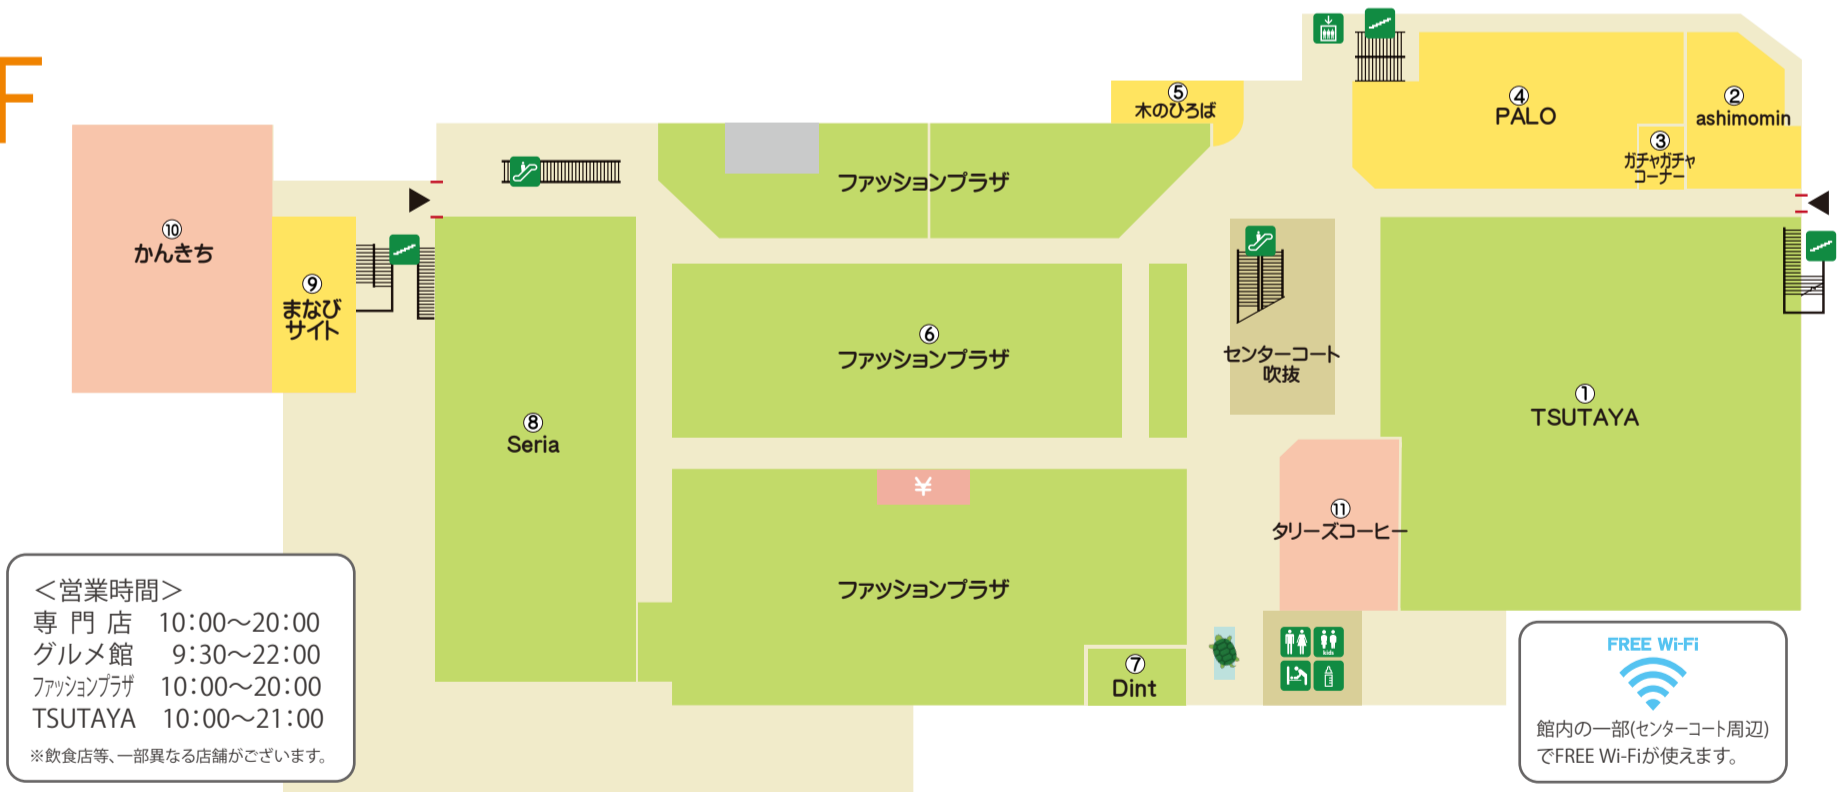 F
⑤
木のひろば
④
PALO
②
ashimomin
③
ガチャガチャ
コーナー
ファッションプラザ
⑩
かんきち
⑨
まなび
サイト
⑥
ファッションプラザ
センターコート
吹抜
①
TSUTAYA
⑧
Seria
¥
⑪
タリーズコーヒー
ファッションプラザ
⑦
Dint
kids
＜営業時間＞
専門店 10:00〜20:00
グルメ館 9:30〜22:00
ファッションプラザ 10:00〜20:00
TSUTAYA 10:00〜21:00
※飲食店等、一部異なる店舗がございます。
FREE Wi-Fi
館内の一部(センターコート周辺)
でFREE Wi-Fiが使えます。